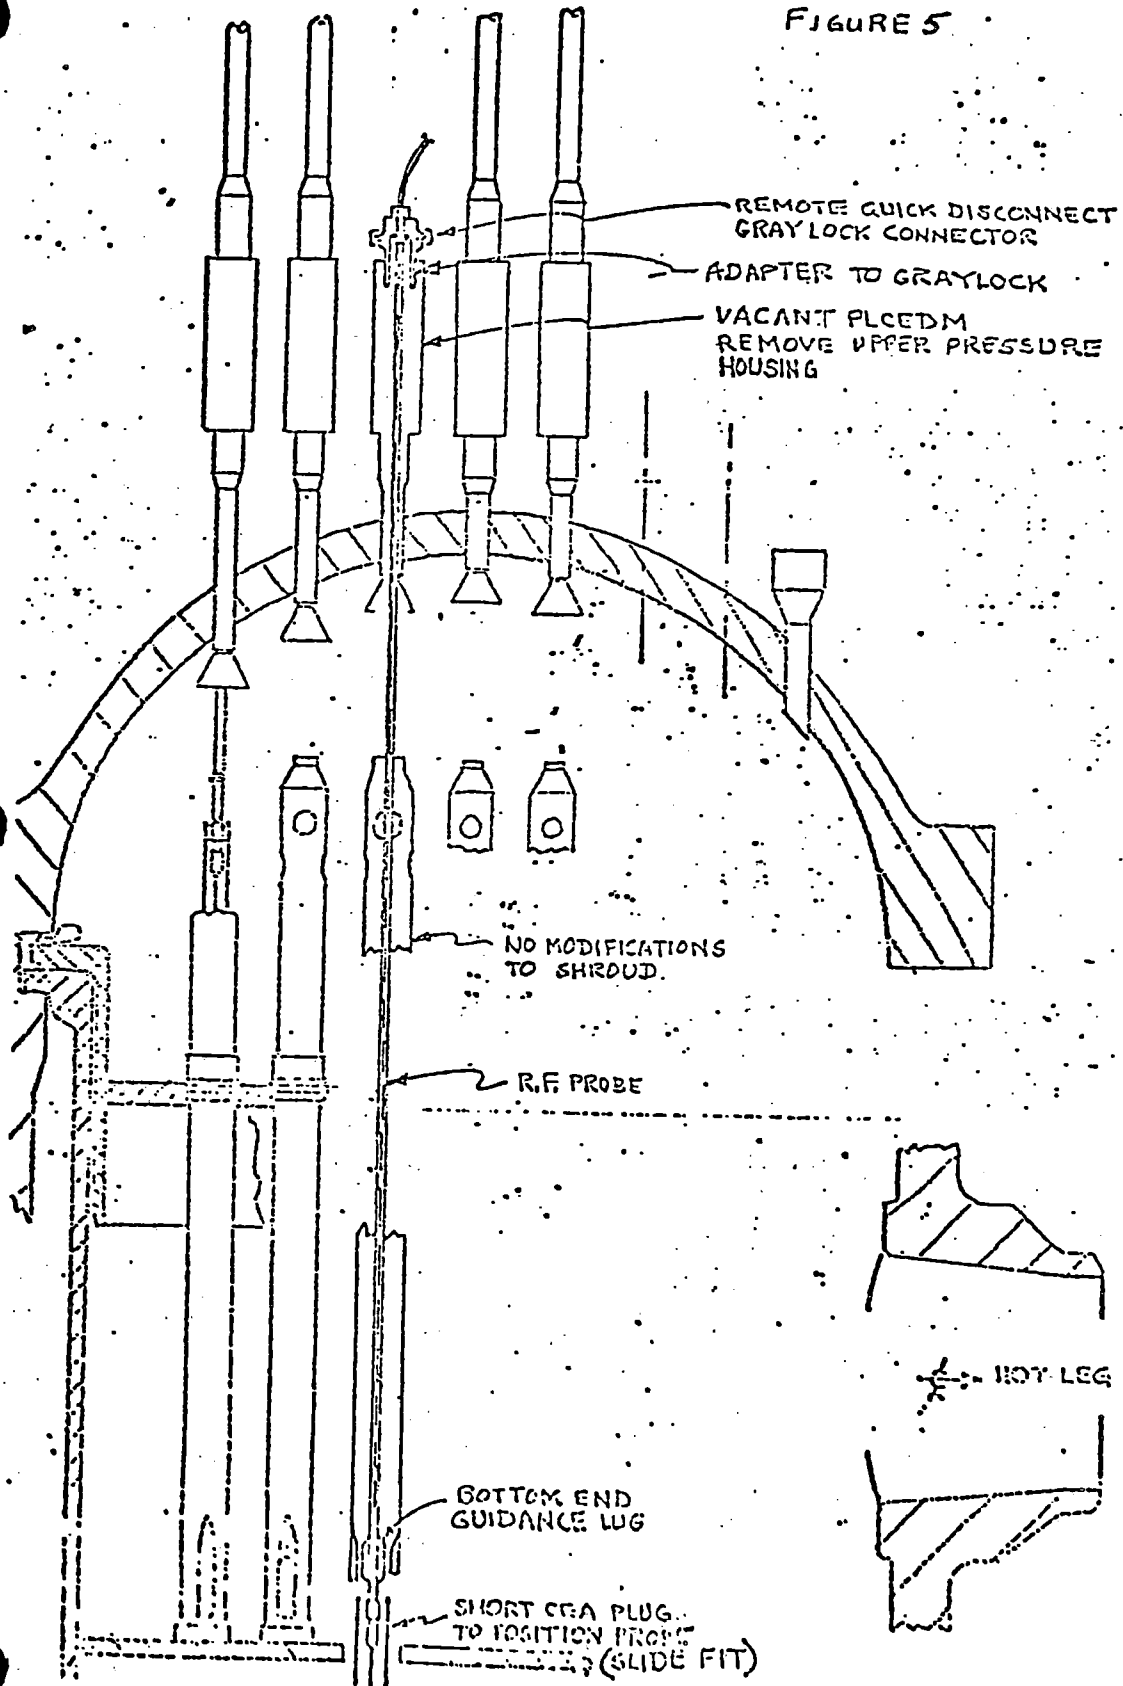 FIGURE 5
REMOTE QUICK DISCONNECT
GRAYLOCK CONNECTOR
ADAPTER TO GRAYLOCK
VACANT PLCEDM
REMOVE UPPER PRESSURE
HOUSING
NO MODIFICATIONS
TO SHROUD.
R.F. PROBE
HOT LEG
BOTTOM END
GUIDANCE LUG
SHORT CEA PLUG
TO POSITION PROBE
(SLIDE FIT)